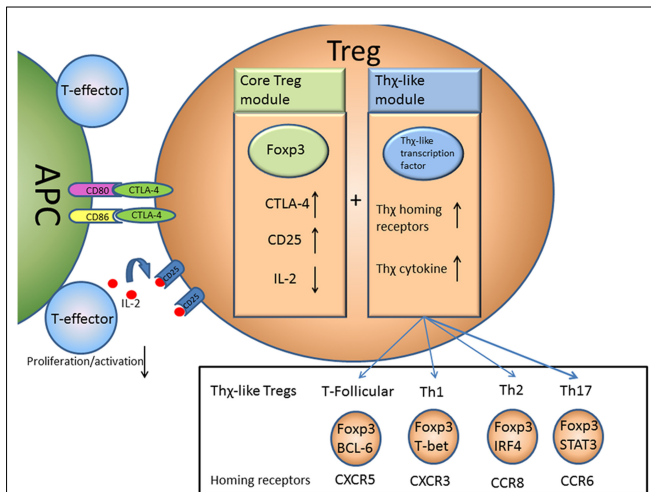 Treg
T-effector
APC
CD80
CTLA-4
CD86
CTLA-4
IL-2
CD25
CD25
T-effector
Proliferation/activation
Core Treg
module
Foxp3
CTLA-4
CD25
IL-2
+
Thχ-like
module
Thχ-like
transcription
factor
Thχ homing
receptors
Thχ cytokine
Thχ-like Tregs T-Follicular Th1 Th2 Th17
Foxp3 Foxp3 Foxp3 Foxp3
BCL-6 T-bet IRF4 STAT3
Homing receptors CXCR5 CXCR3 CCR8 CCR6